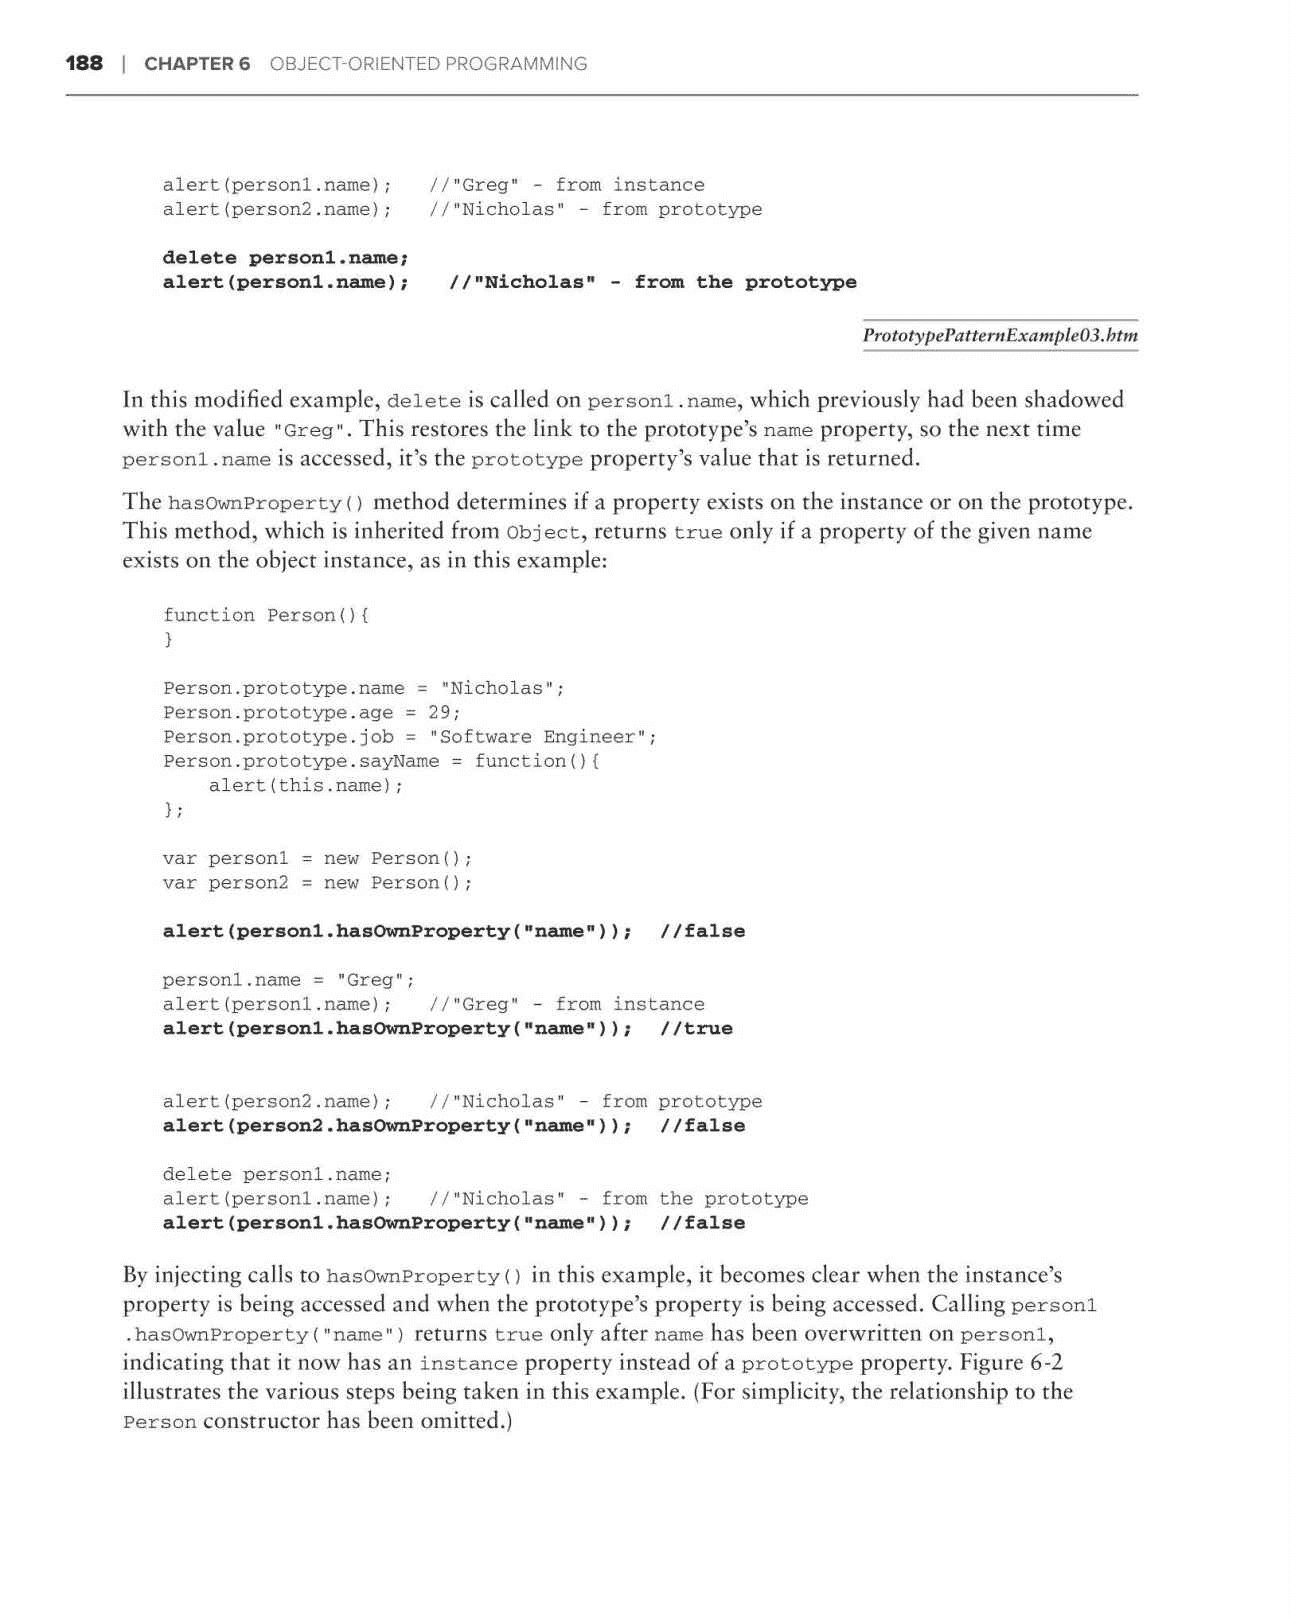 188 | CHAPTER 6 OBJECT-ORIENTED PROGRAMMING
alert(person1.name); //"Greg" - from instance
alert(person2.name); //"Nicholas" - from prototype
delete person1.name;
alert(person1.name); //"Nicholas" - from the prototype
PrototypePatternExample03.htm
In this modified example, delete is called on person1.name, which previously had been shadowed
with the value "Greg". This restores the link to the prototype’s name property, so the next time
person1.name is accessed, it’s the prototype property’s value that is returned.
The hasOwnProperty() method determines if a property exists on the instance or on the prototype.
This method, which is inherited from Object, returns true only if a property of the given name
exists on the object instance, as in this example:
function Person(){
}
Person.prototype.name = "Nicholas";
Person.prototype.age = 29;
Person.prototype.job = "Software Engineer";
Person.prototype.sayName = function(){
alert(this.name);
};
var person1 = new Person();
var person2 = new Person();
alert(person1.hasOwnProperty("name")); //false
person1.name = "Greg";
alert(person1.name); //"Greg" - from instance
alert(person1.hasOwnProperty("name")); //true
alert(person2.name); //"Nicholas" - from prototype
alert(person2.hasOwnProperty("name")); //false
delete person1.name;
alert(person1.name); //"Nicholas" - from the prototype
alert(person1.hasOwnProperty("name")); //false
By injecting calls to hasOwnProperty() in this example, it becomes clear when the instance’s
property is being accessed and when the prototype’s property is being accessed. Calling person1
.hasOwnProperty("name") returns true only after name has been overwritten on person1,
indicating that it now has an instance property instead of a prototype property. Figure 6-2
illustrates the various steps being taken in this example. (For simplicity, the relationship to the
Person constructor has been omitted.)